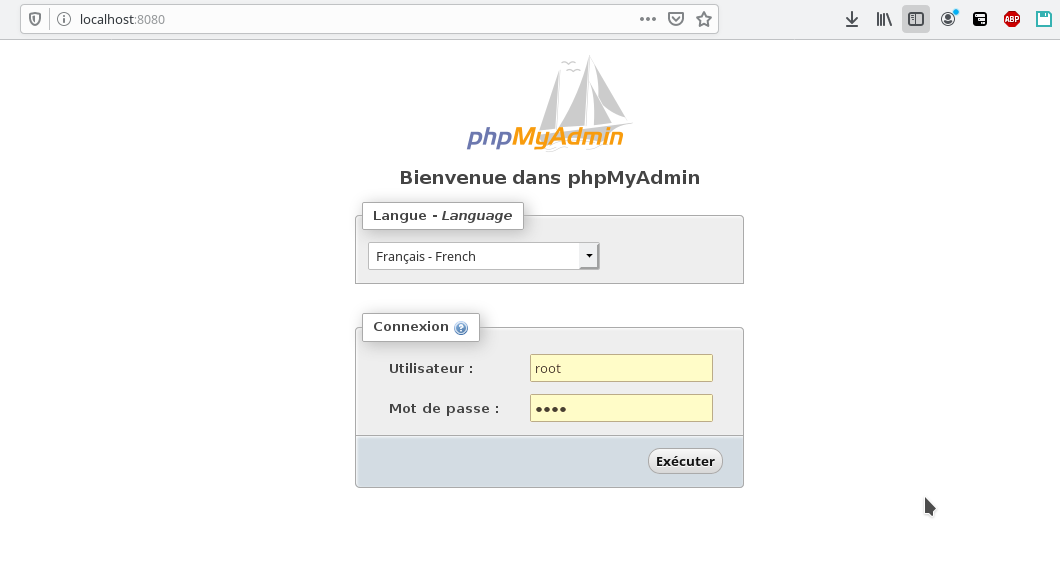 localhost:8080
ABP
phpMyAdmin
Bienvenue dans phpMyAdmin
Langue - Language
Français - French
Connexion
Utilisateur :
root
Mot de passe :
••••
Exécuter